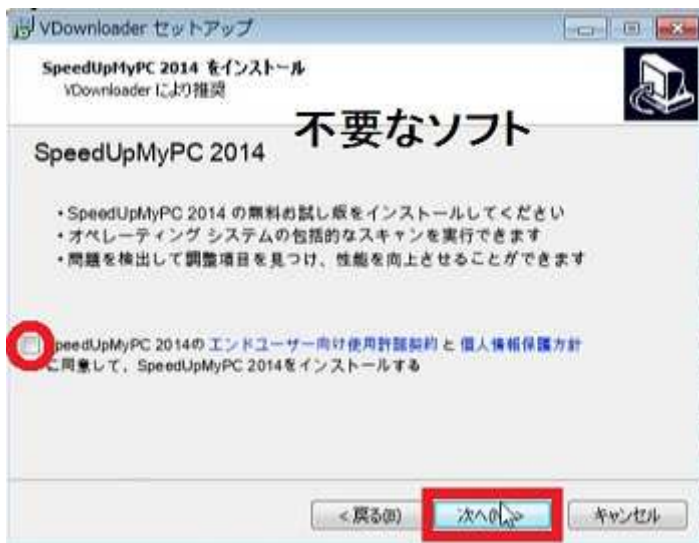 VDownloader セットアップ
SpeedUpMyPC 2014 をインストール
VDownloader により推奨
不要なソフト
SpeedUpMyPC 2014
・SpeedUpMyPC 2014 の無料お試し版をインストールしてください
・オペレーティング システムの包括的なスキャンを実行できます
・問題を検出して調整項目を見つけ、性能を向上させることができます
SpeedUpMyPC 2014の エンドユーザー向け使用許諾契約 と 個人情報保護方針
に同意して、SpeedUpMyPC 2014をインストールする
< 戻る(B) 次へ > キャンセル